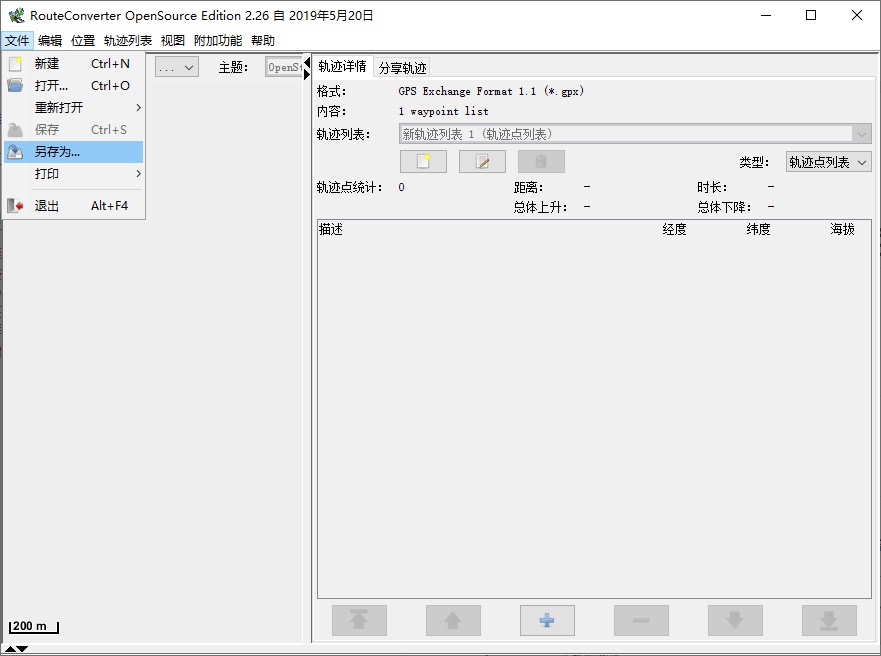 RouteConverter OpenSource Edition 2.26 自 2019年5月20日
文件 编辑 位置 轨迹列表 视图 附加功能 帮助
新建 Ctrl+N
打开... Ctrl+O
重新打开
保存 Ctrl+S
另存为...
打印
退出 Alt+F4
... 主题: OpenSt
轨迹详情 分享轨迹
格式: GPS Exchange Format 1.1 (*.gpx)
内容: 1 waypoint list
轨迹列表: 新轨迹列表 1 (轨迹点列表)
类型: 轨迹点列表
轨迹点统计: 0 距离: - 时长: -
总体上升: - 总体下降: -
描述 经度 纬度 海拔
200 m